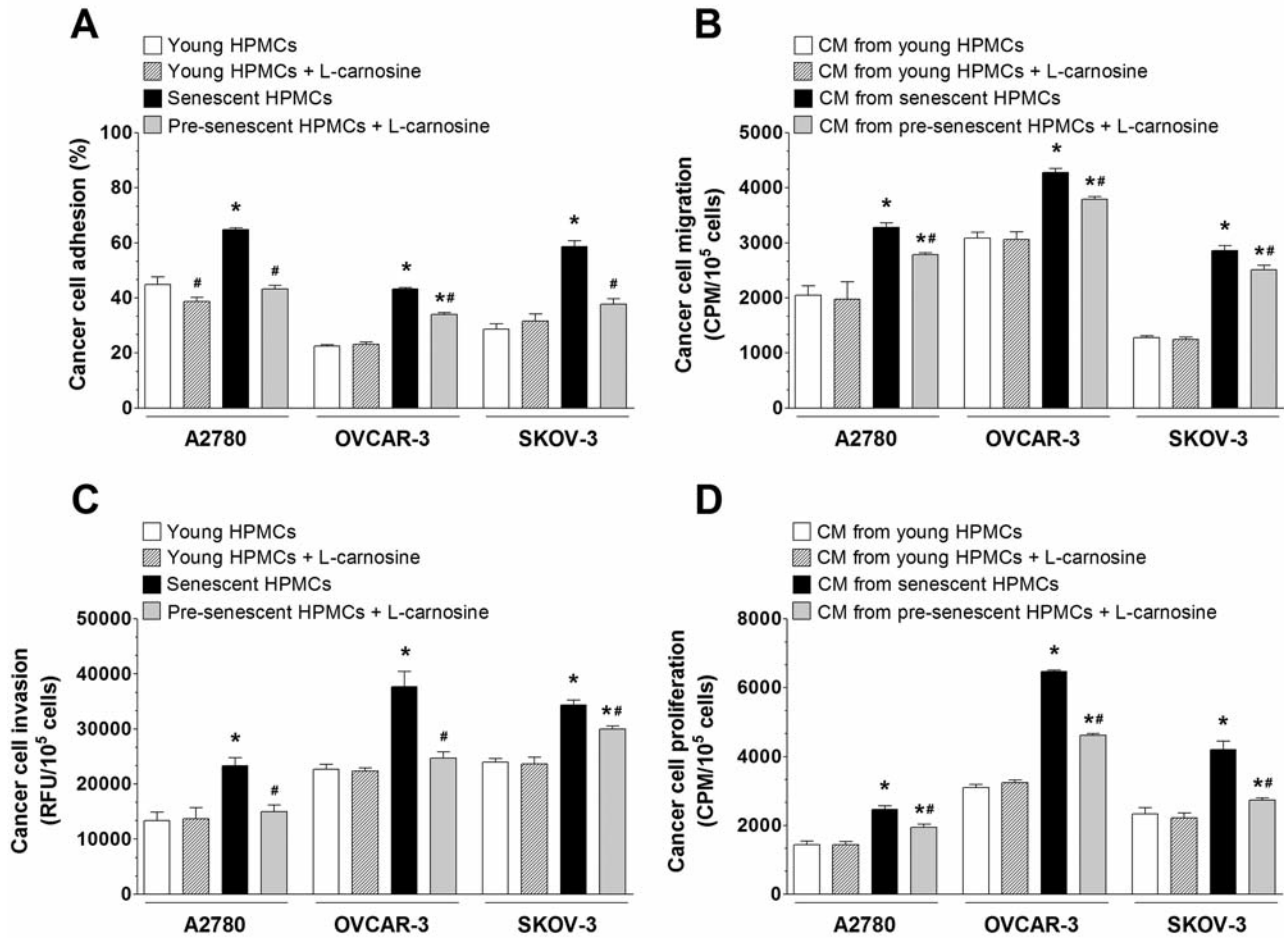 A
Young HPMCs
Young HPMCs + L-carnosine
Senescent HPMCs
Pre-senescent HPMCs + L-carnosine
Cancer cell adhesion (%)
100
80
60
40
20
0
*
#
#
*
*#
*
#
A2780
OVCAR-3
SKOV-3
B
CM from young HPMCs
CM from young HPMCs + L-carnosine
CM from senescent HPMCs
CM from pre-senescent HPMCs + L-carnosine
Cancer cell migration
(CPM/10⁵ cells)
5000
4000
3000
2000
1000
0
*
*#
*
*#
*
*#
A2780
OVCAR-3
SKOV-3
C
Young HPMCs
Young HPMCs + L-carnosine
Senescent HPMCs
Pre-senescent HPMCs + L-carnosine
Cancer cell invasion
(RFU/10⁵ cells)
50000
40000
30000
20000
10000
0
*
#
*
#
*
*#
A2780
OVCAR-3
SKOV-3
D
CM from young HPMCs
CM from young HPMCs + L-carnosine
CM from senescent HPMCs
CM from pre-senescent HPMCs + L-carnosine
Cancer cell proliferation
(CPM/10⁵ cells)
8000
6000
4000
2000
0
*
*#
*
*#
*
*#
A2780
OVCAR-3
SKOV-3